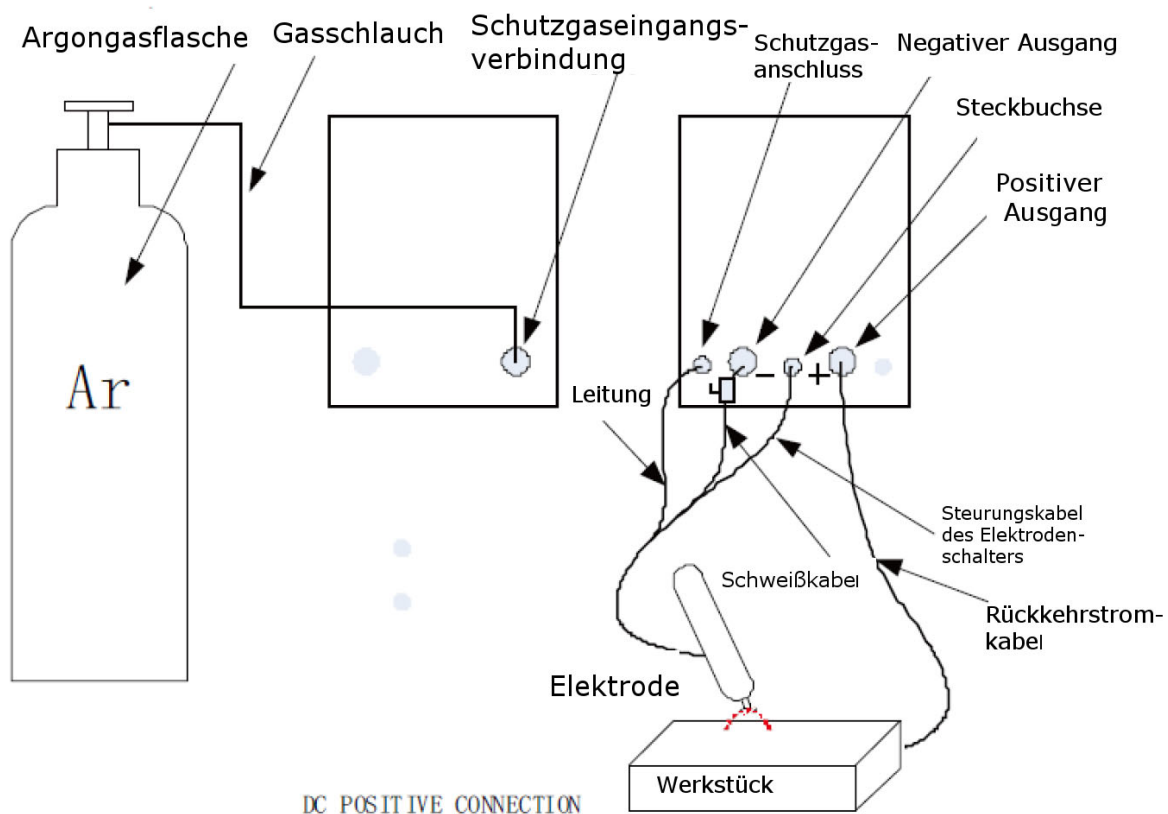 Argongasflasche
Gasschlauch
Schutzgaseingangs-
verbindung
Schutzgas-
anschluss
Negativer Ausgang
Steckbuchse
Positiver
Ausgang
Ar
- +
Leitung
Steurungskabel
des Elektroden-
schalters
Schweißkabel
Rückkehrstrom-
kabel
Elektrode
Werkstück
DC POSITIVE CONNECTION